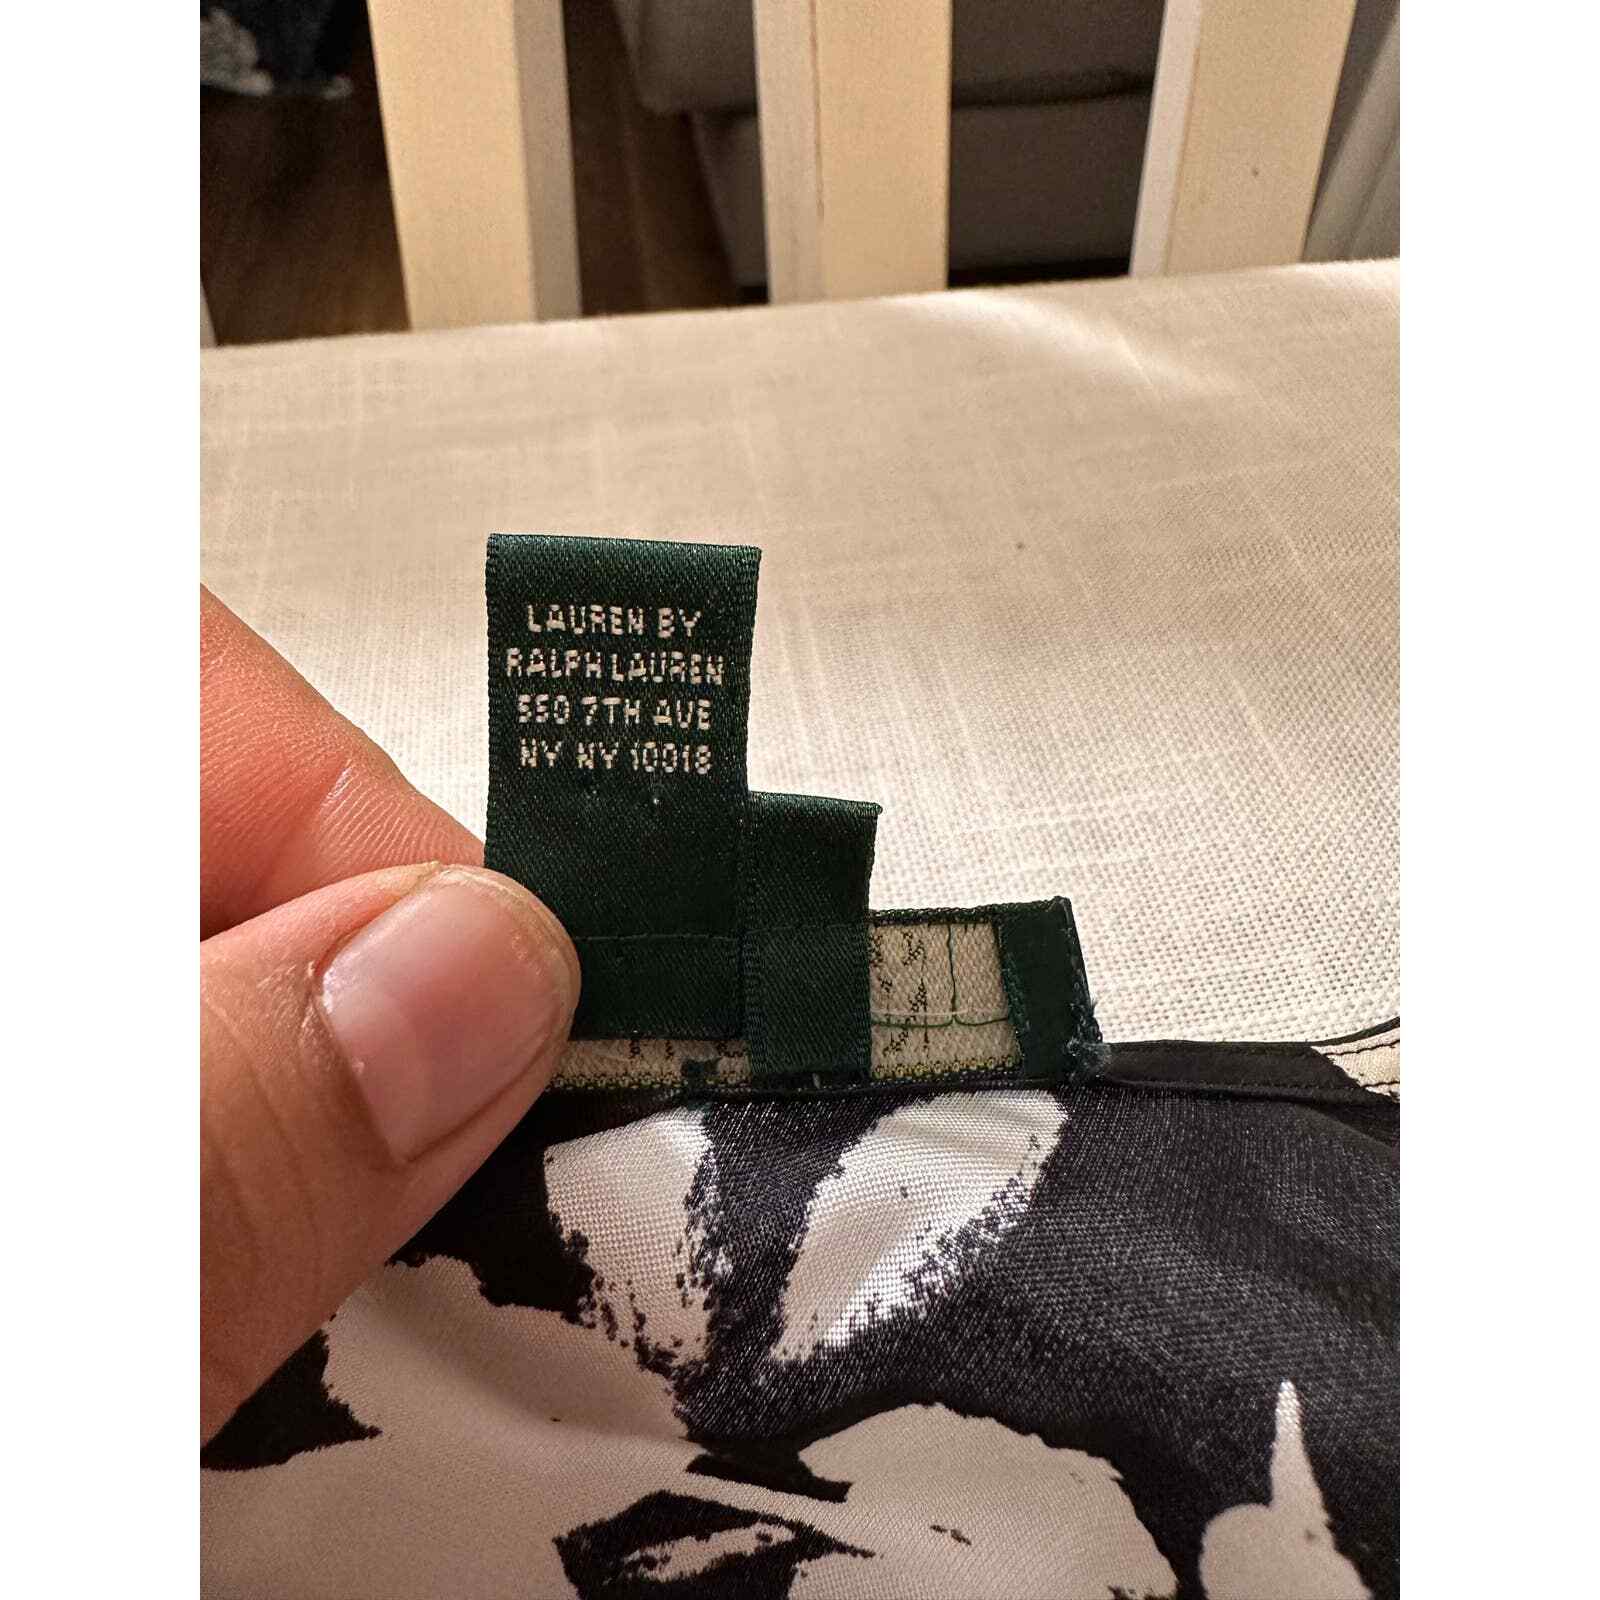 LAUREN BY
RALPH LAUREN
550 7TH AVE
NY NY 10018